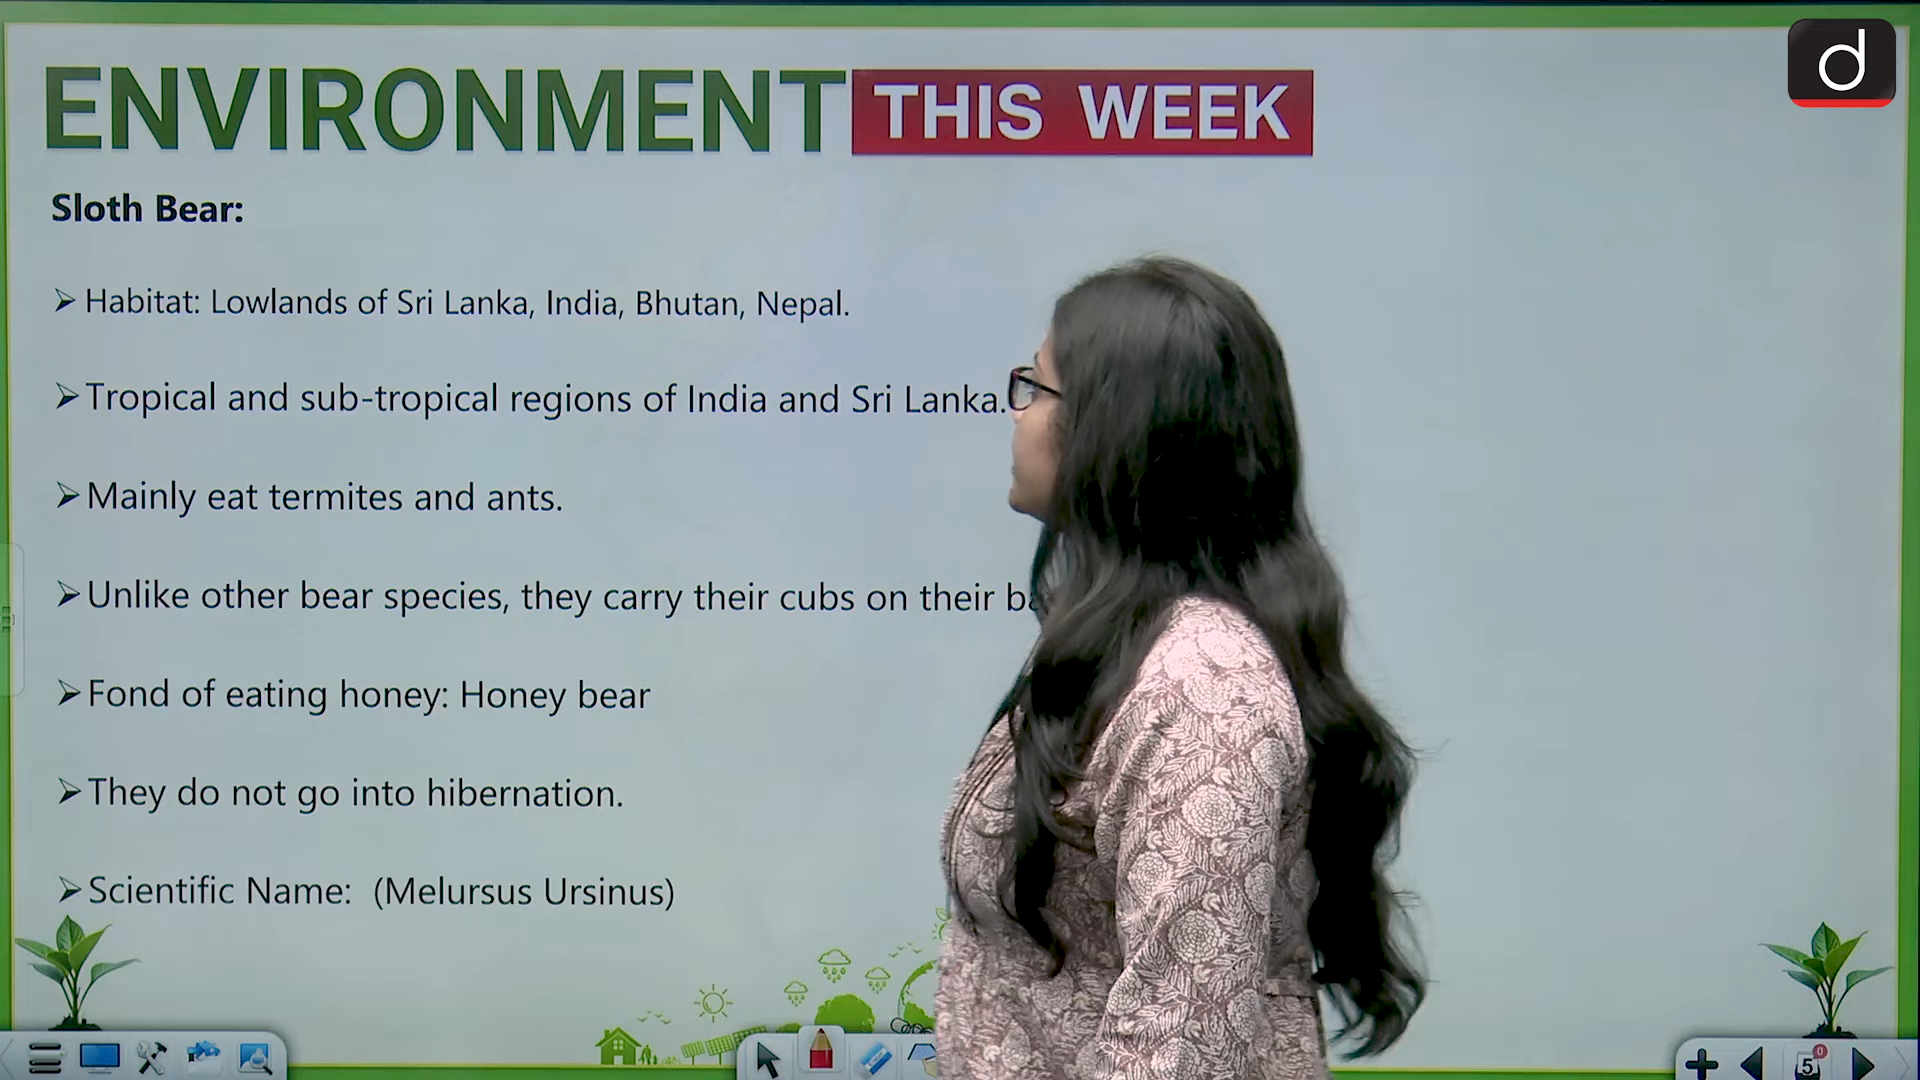 ENVIRONMENT THIS WEEK
d
Sloth Bear:
➢ Habitat: Lowlands of Sri Lanka, India, Bhutan, Nepal.
➢ Tropical and sub-tropical regions of India and Sri Lanka.
➢ Mainly eat termites and ants.
➢ Unlike other bear species, they carry their cubs on their
➢ Fond of eating honey: Honey bear
➢ They do not go into hibernation.
➢ Scientific Name: (Melursus Ursinus)
5
0